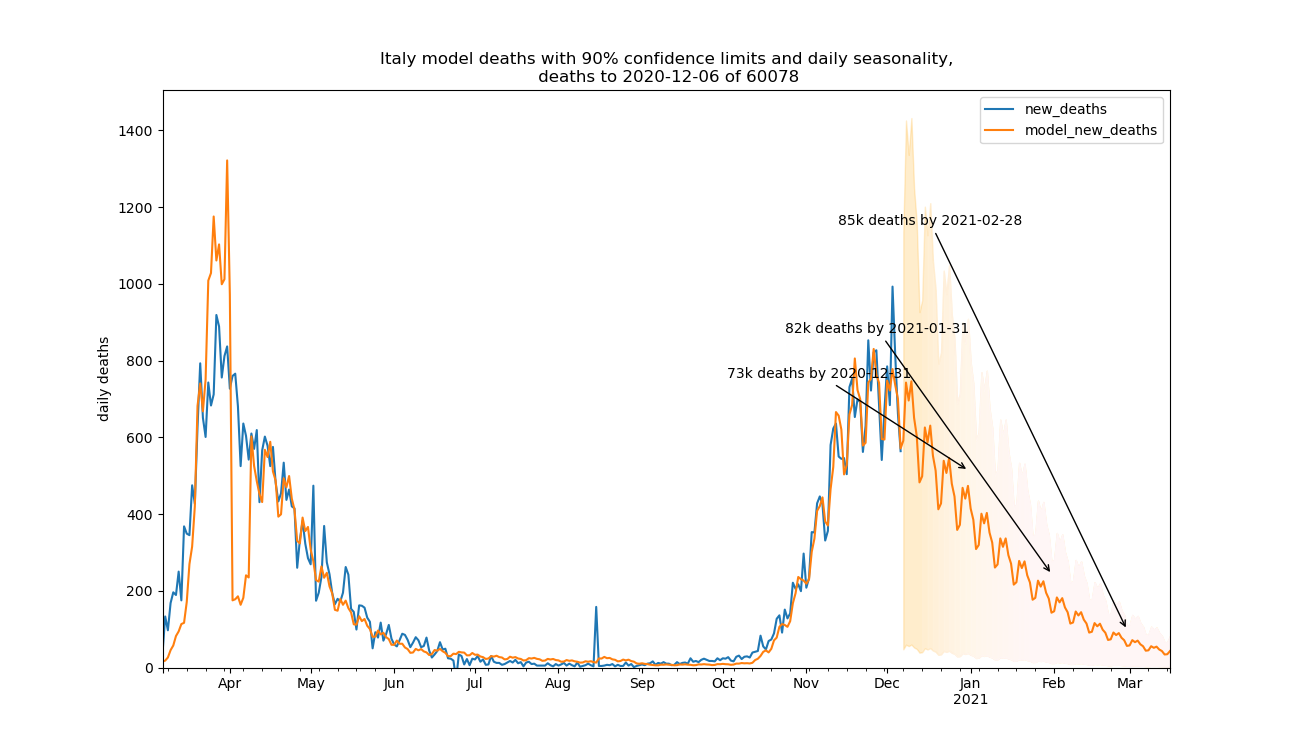 Italy model deaths with 90% confidence limits and daily seasonality,
deaths to 2020-12-06 of 60078
new_deaths
model_new_deaths
85k deaths by 2021-02-28
82k deaths by 2021-01-31
73k deaths by 2020-12-31
daily deaths
1400
1200
1000
800
600
400
200
0
Apr May Jun Jul Aug Sep Oct Nov Dec Jan Feb Mar
2021